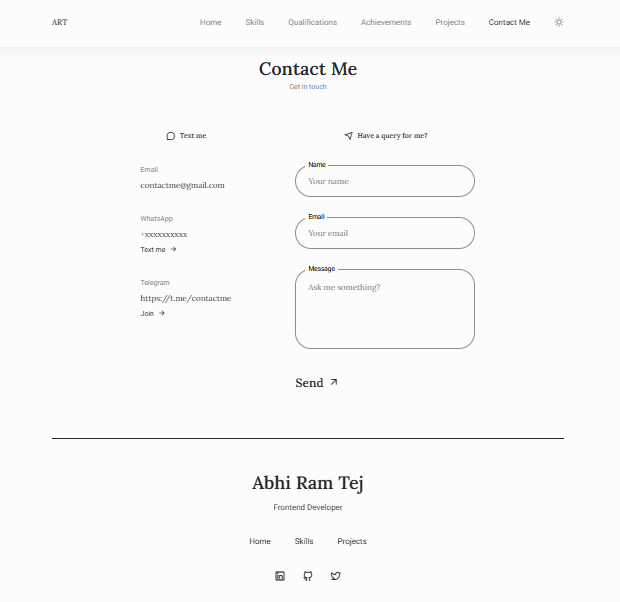 ART
Home Skills Qualifications Achievements Projects Contact Me
Contact Me
Get in touch
Text me
Email
contactme@gmail.com
WhatsApp
+xxxxxxxxxx
Text me →
Telegram
https://t.me/contactme
Join →
Have a query for me?
Name
Your name
Email
Your email
Message
Ask me something?
Send
Abhi Ram Tej
Frontend Developer
Home Skills Projects